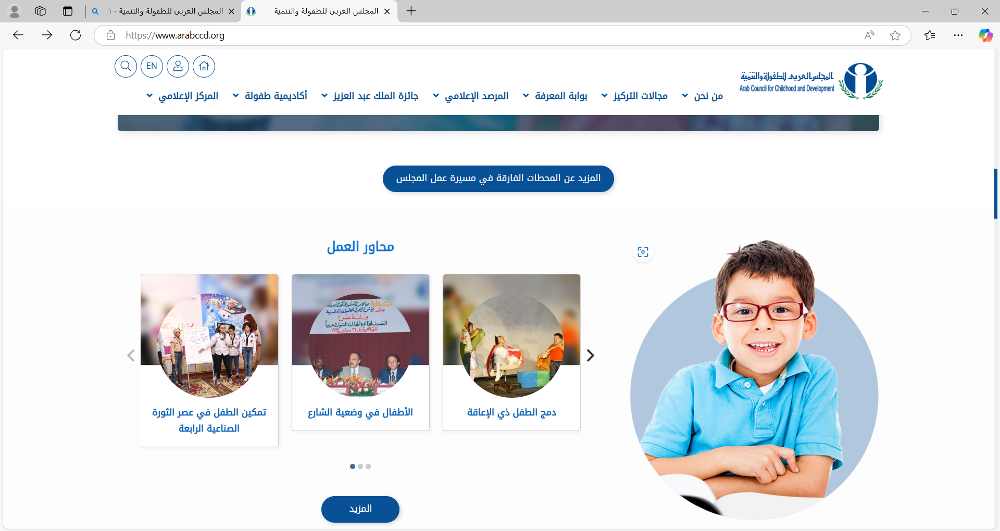 المجلس العربي للطفولة والتنمية -
المجلس العربي للطفولة والتنمية
https://www.arabccd.org
EN
المجلس العربي للطفولة والتنمية
Arab Council for Childhood and Development
من نحن
مجالات التركيز
بوابة المعرفة
المرصد الإعلامي
جائزة الملك عبد العزيز
أكاديمية طفولة
المركز الإعلامي
المزيد عن المحطات الفارقة في مسيرة عمل المجلس
محاور العمل
ورشة عمل
دمج الطفل ذي الإعاقة
الأطفال في وضعية الشارع
تمكين الطفل في عصر الثورة
الصناعية الرابعة
المزيد